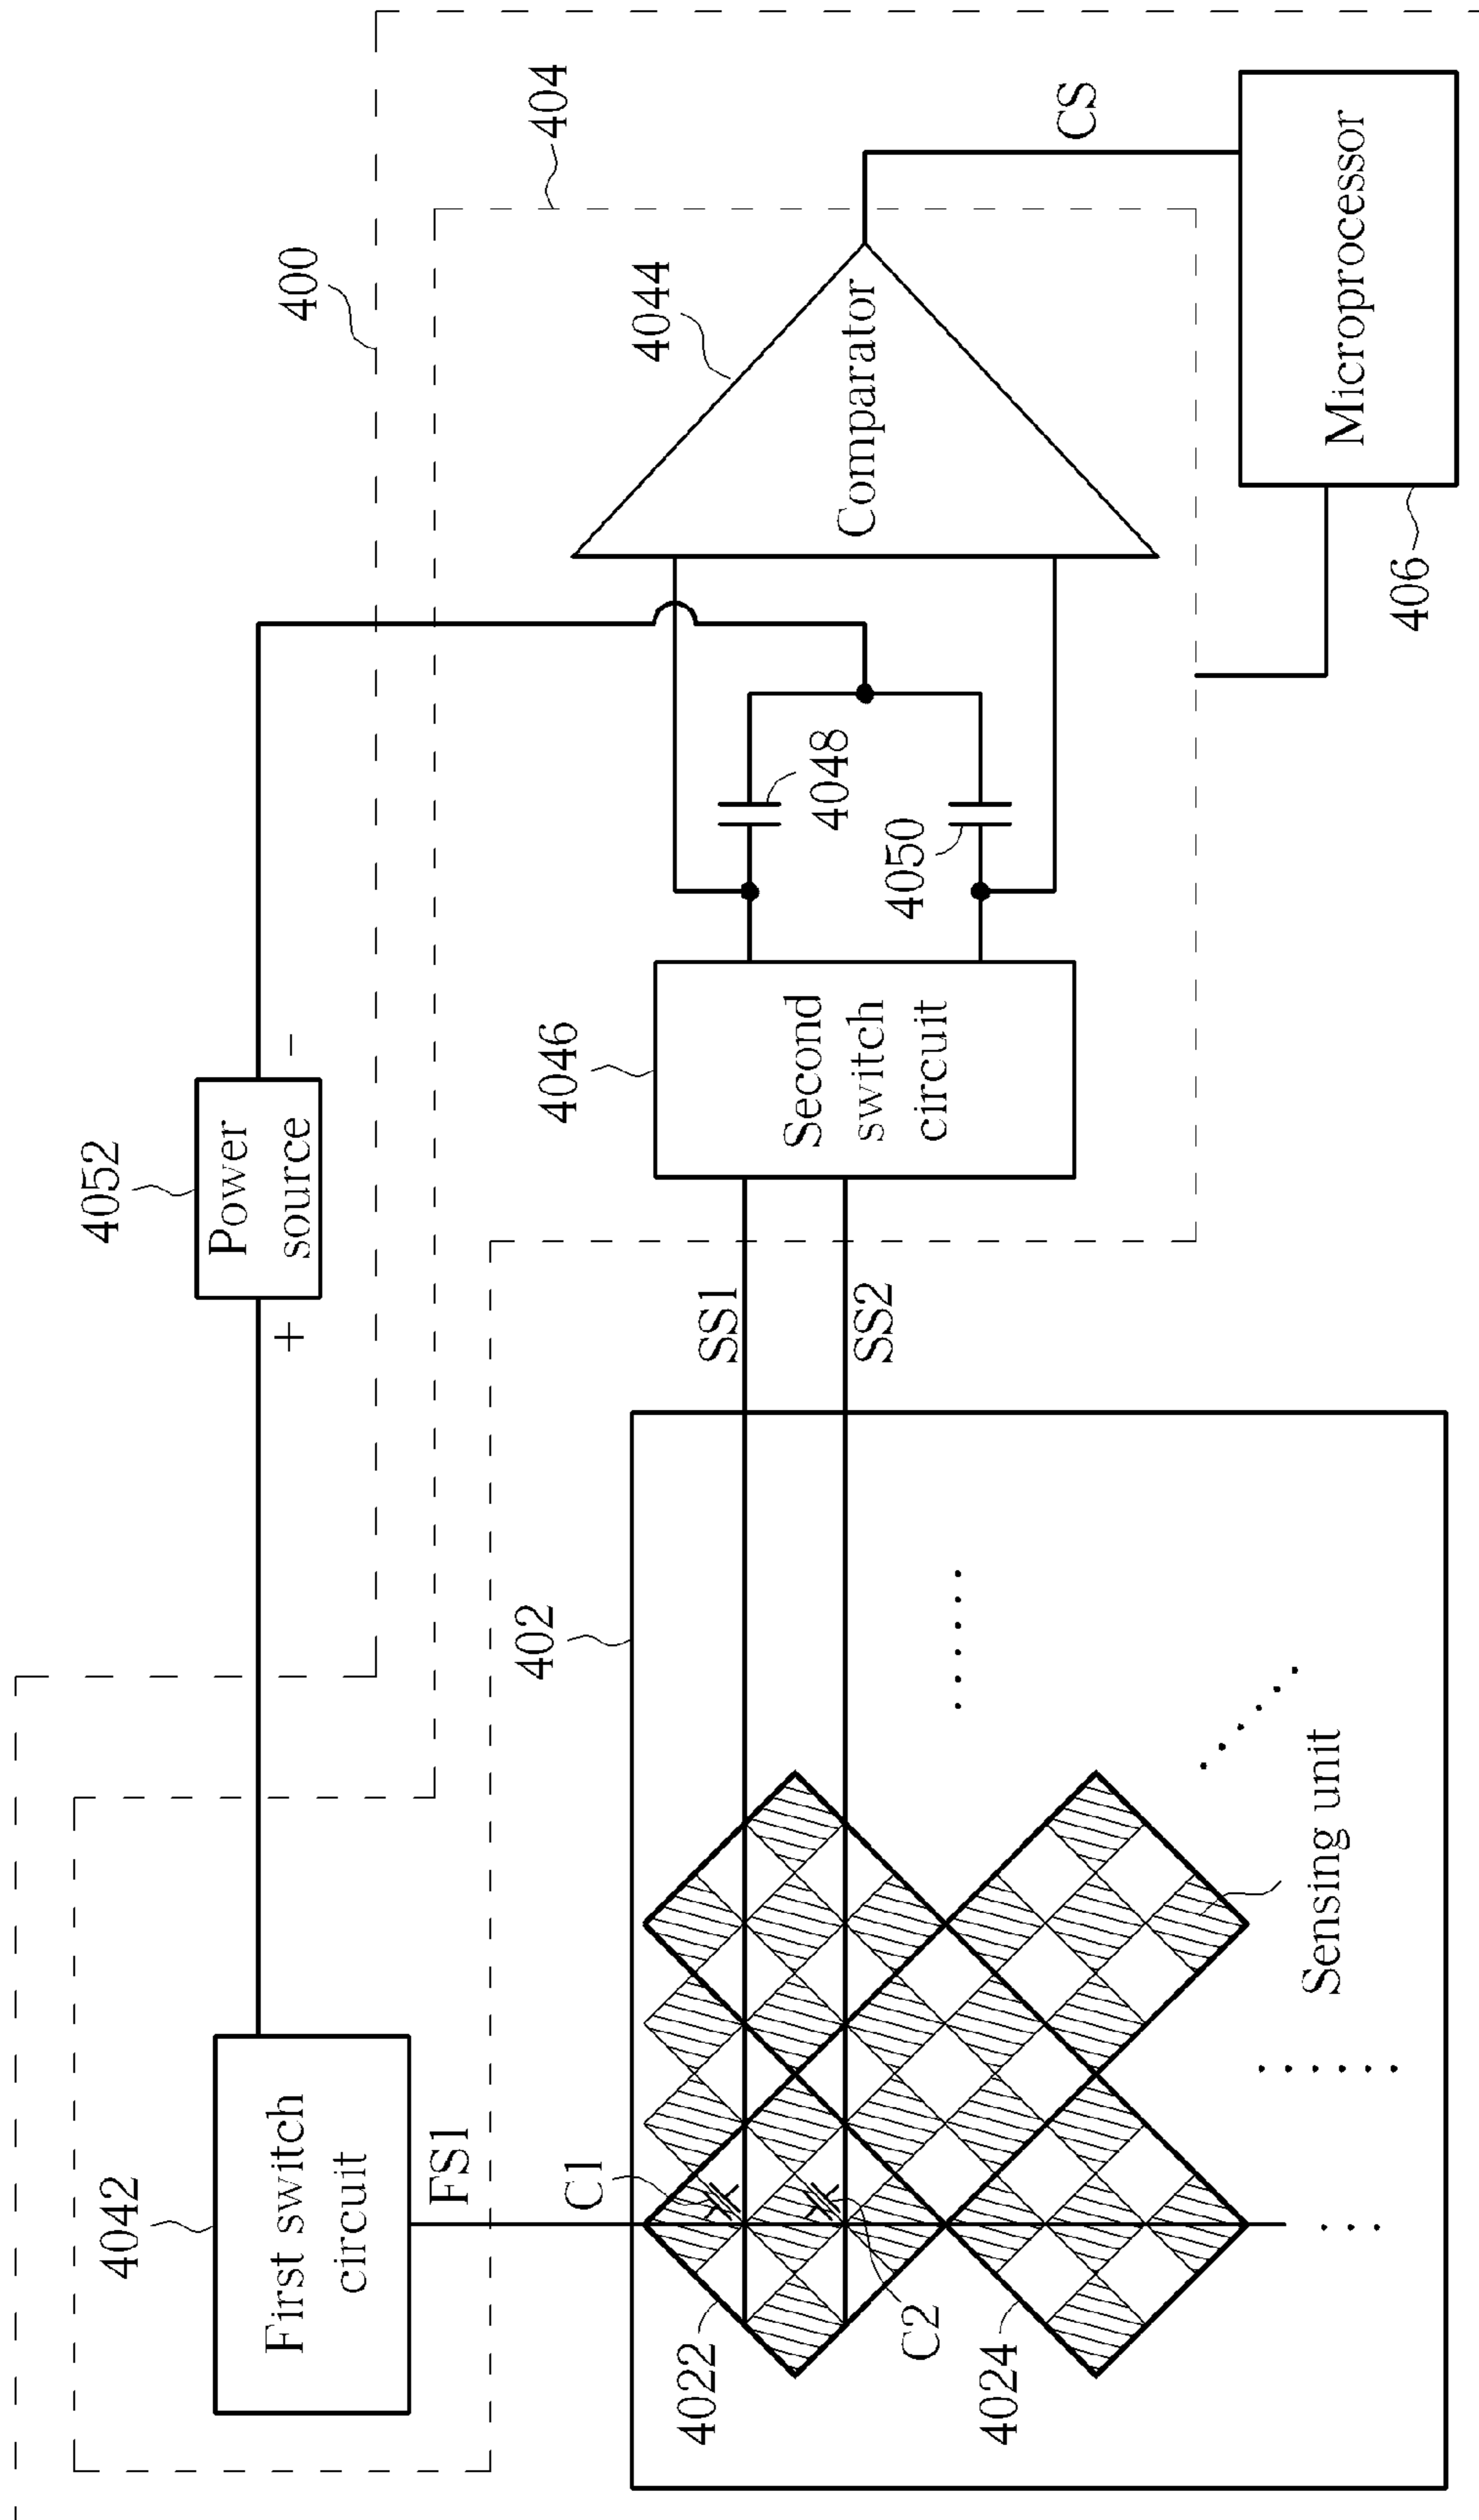 400
404
4052
Power
source
+
−
4042
First switch
circuit
FS1
4046
Second
switch
circuit
4044
Comparator
4048
4050
CS
Microprocessor
406
402
SS1
SS2
C1
C2
4022
4024
Sensing unit